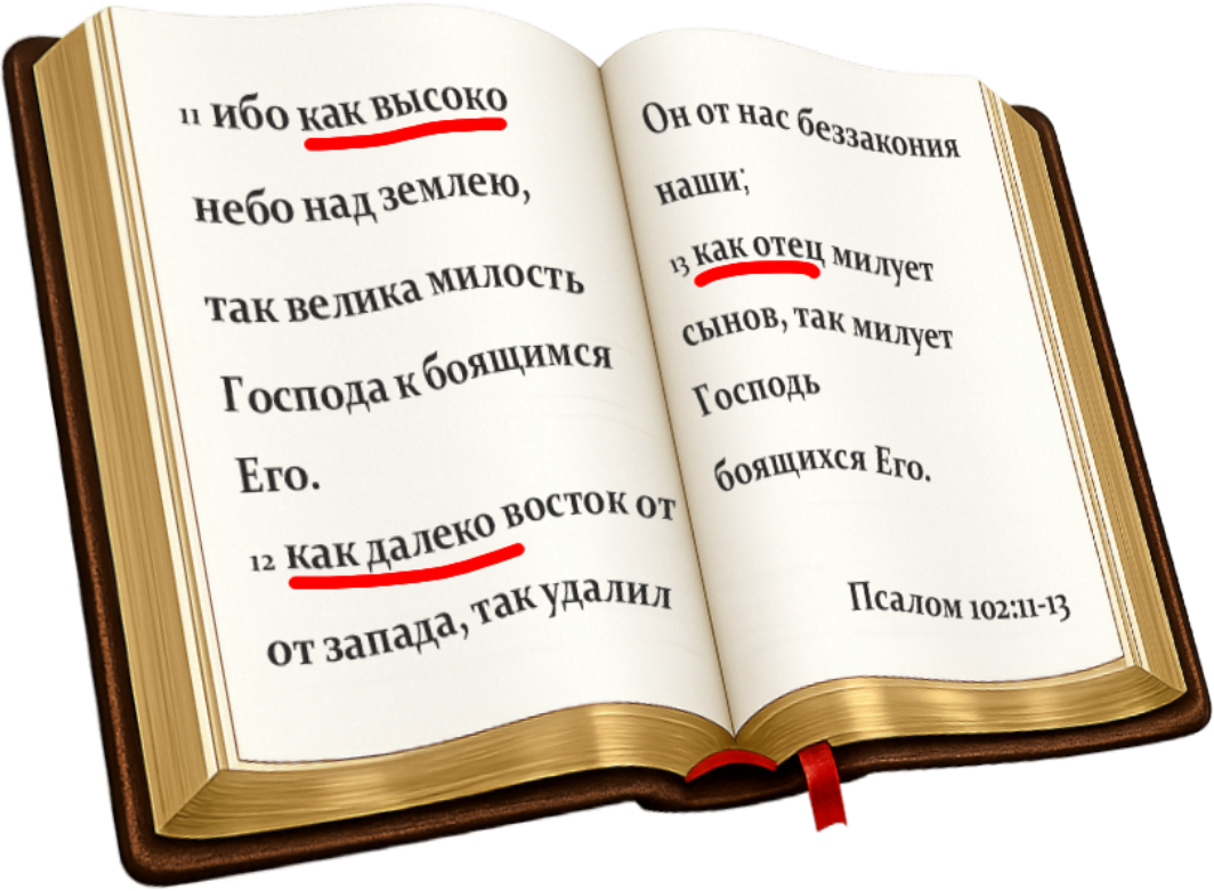 11 ибо как высоко
небо над землею,
так велика милость
Господа к боящимся
Его.
12 как далеко восток от
от запада, так удалил
Он от нас беззакония
наши;
13 как отец милует
сынов, так милует
Господь
боящихся Его.
Псалом 102:11-13